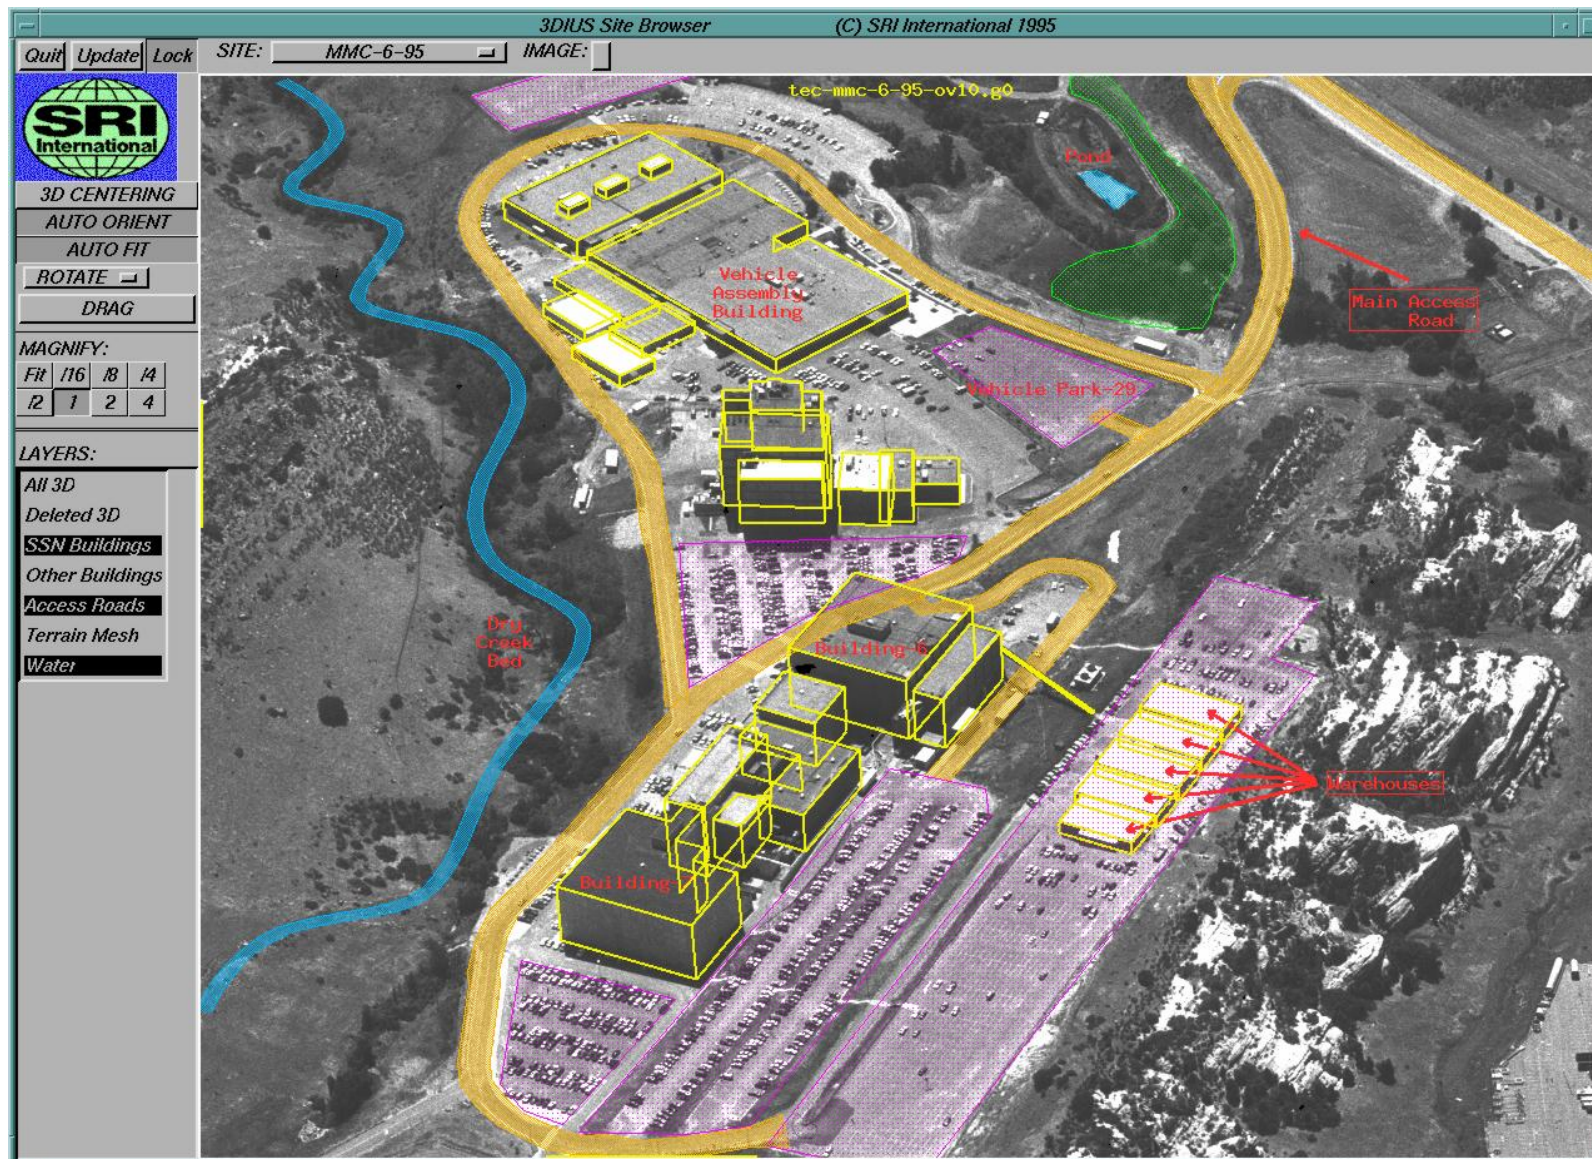 3DIUS Site Browser (C) SRI International 1995
Quit Update Lock SITE: MMC-6-95 IMAGE:
SRI
International
3D CENTERING
AUTO ORIENT
AUTO FIT
ROTATE
DRAG
MAGNIFY:
Fit /16 /8 /4
/2 1 2 4
LAYERS:
All 3D
Deleted 3D
SSN Buildings
Other Buildings
Access Roads
Terrain Mesh
Water
tec-mmc-6-95-ov10.g0
Pond
Vehicle
Assembly
Building
Main Access
Road
Vehicle Park-29
Dry
Creek
Bed
Building-6
Warehouses
Building-7